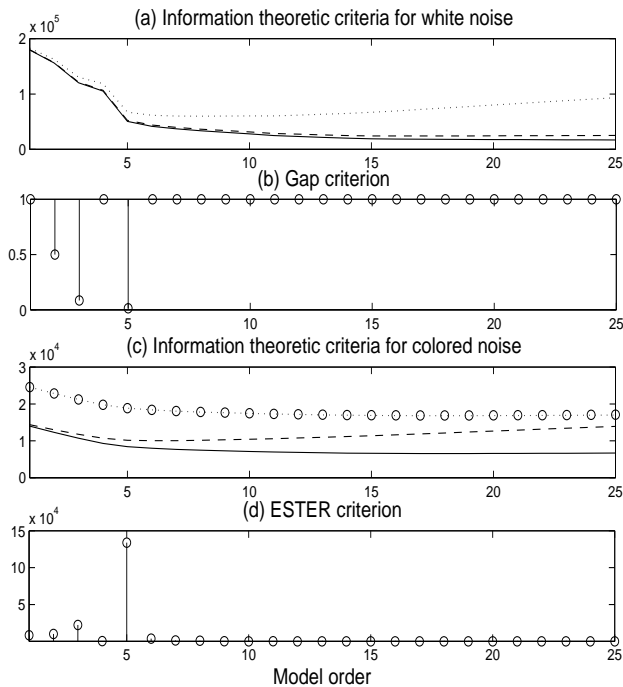 (a) Information theoretic criteria for white noise
x 10^5
2
1
0
5 10 15 20 25
(b) Gap criterion
10
0.5
0
5 10 15 20 25
(c) Information theoretic criteria for colored noise
x 10^4
3
2
1
0
5 10 15 20 25
(d) ESTER criterion
x 10^4
15
10
5
5 10 15 20 25
Model order